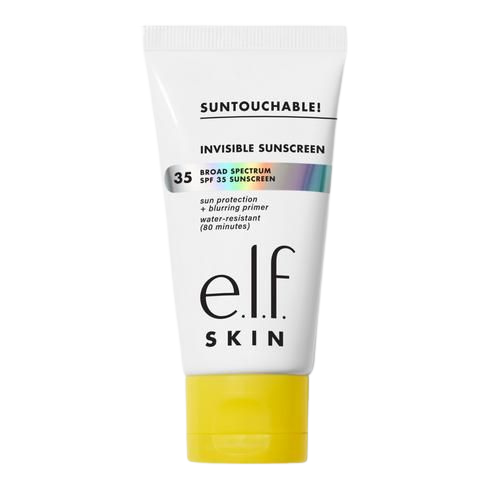 SUNTOUCHABLE!
INVISIBLE SUNSCREEN
35
BROAD SPECTRUM
SPF 35 SUNSCREEN
sun protection
+ blurring primer
water-resistant
(80 minutes)
e.l.f.
SKIN